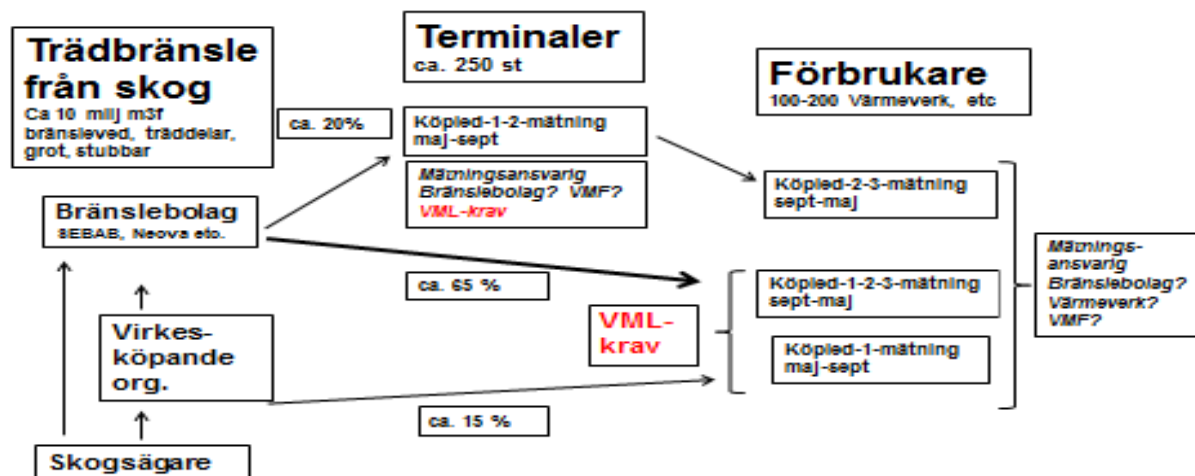 Trädbränsle
från skog
Ca 10 milj m3f
bränsleved, träddelar,
grot, stubbar
Terminaler
ca. 250 st
Förbrukare
100-200 Värmeverk, etc
ca. 20%
Köpled-1-2-mätning
maj-sept
Mätningsansvarig
Bränslebolag? VMF?
VML-krav
Köpled-2-3-mätning
sept-maj
Bränslebolag
SEBAB, Neova etc.
ca. 65 %
Köpled-1-2-3-mätning
sept-maj
Mätnings-
ansvarig
Bränslebolag?
Värmeverk?
VMF?
VML-
krav
Virkes-
köpande
org.
Köpled-1-mätning
maj-sept
ca. 15 %
Skogsägare